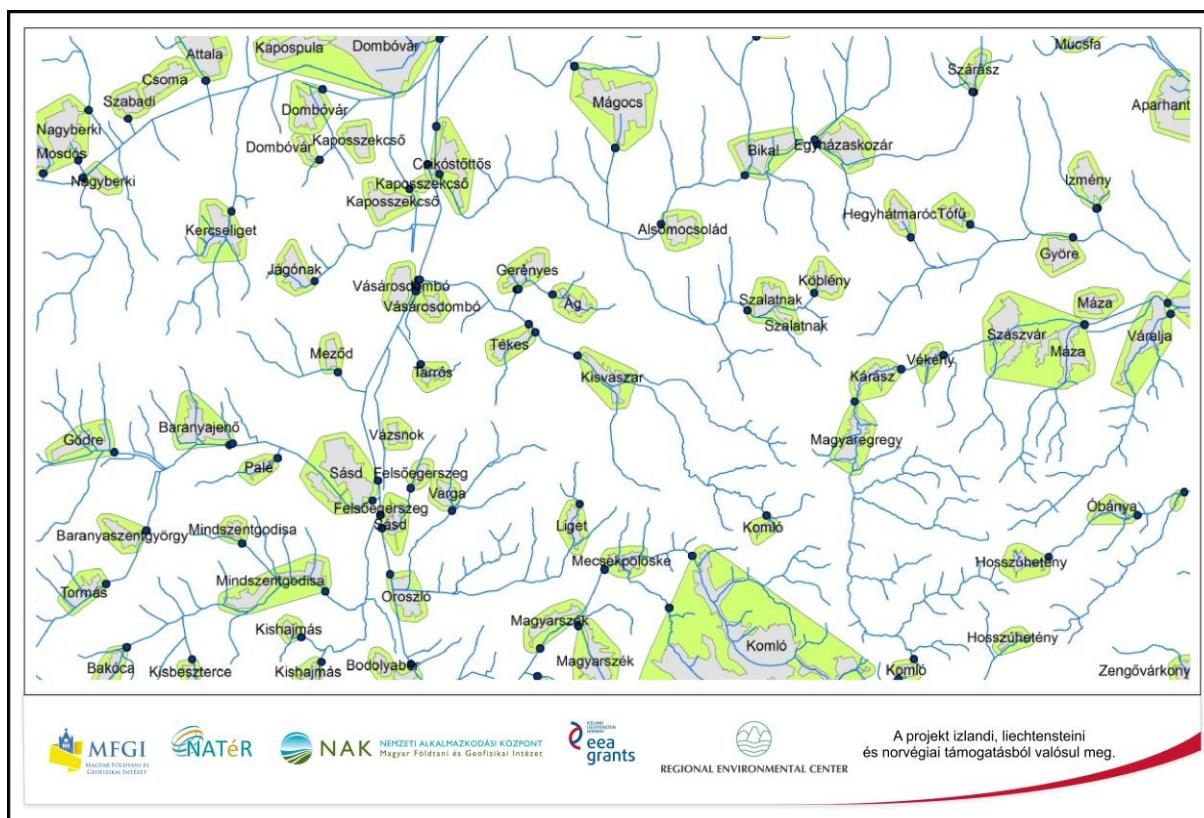 Attala
Kapospula
Dombóvár
Mucsfa
Csoma
Szárász
Szabadi
Dombóvár
Mágocs
Aparhant
Nagyberki
Kaposszekcső
Dombóvár
Bikal
Egyházaskozár
Mosdós
Csikóstőttős
Nagyberki
Kaposszekcső
Izmény
Kaposszekcső
Hegyhátmaróc
Tófű
Kercseliget
Alsómocsolád
Györe
Jágónak
Gerényes
Vásárosdombó
Köblény
Ág
Szalatnak
Máza
Vásárosdombó
Szalatnak
Szászvár
Váralja
Tékes
Meződ
Vékény
Máza
Tarrós
Kisvaszar
Kárász
Baranyajenő
Vázsnok
Gödre
Magyaregregy
Palé
Sásd
Felsőegerszeg
Varga
Felsőegerszeg
Óbánya
Sásd
Liget
Komló
Baranyaszentgyörgy
Mindszentgodisa
Mecsekpölöske
Hosszúhetény
Mindszentgodisa
Tormás
Oroszló
Magyarszék
Kishajmás
Hosszúhetény
Komló
Magyarszék
Bakóca
Kisbeszterce
Kishajmás
Bodolyabér
Komló
Zengővárkony
MFGI
MAGYAR FÖLDTANI ÉS
GEOFIZIKAI INTÉZET
NATéR
NAK NEMZETI ALKALMAZKODÁSI KÖZPONT
Magyar Földtani és Geofizikai Intézet
ICELAND
LIECHTENSTEIN
NORWAY
eea
grants
REGIONAL ENVIRONMENTAL CENTER
A projekt izlandi, liechtensteini
és norvégiai támogatásból valósul meg.